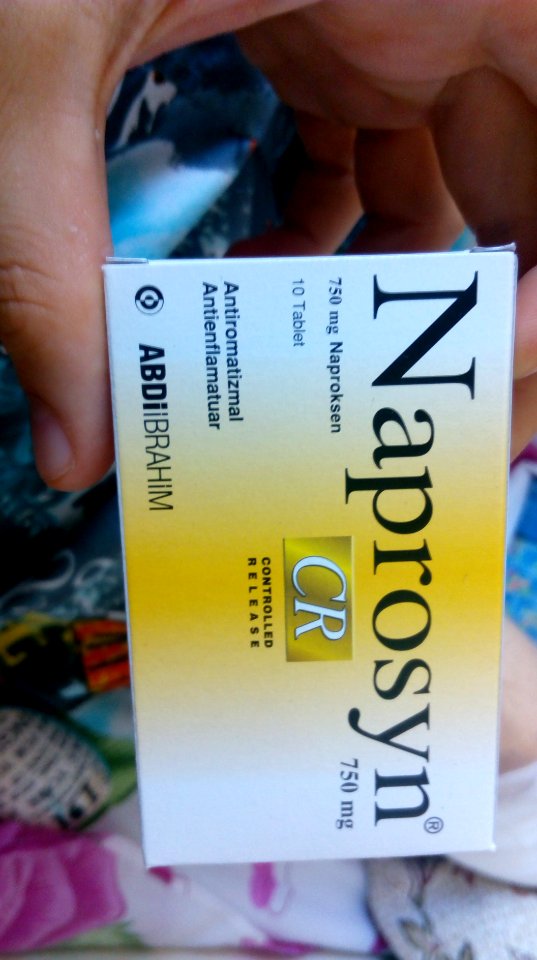 Naprosyn®
750 mg
750 mg Naproksen
10 Tablet
CR
CONTROLLED
RELEASE
Antiromatizmal
Antienflamatuar
ABDİİBRAHİM